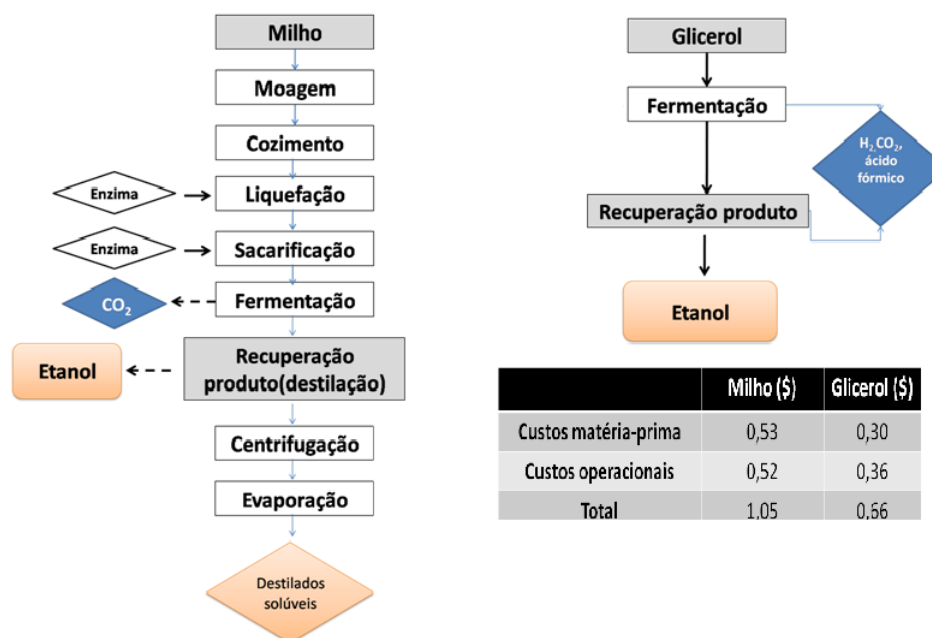 Milho
Moagem
Cozimento
Enzima
Liquefação
Enzima
Sacarificação
CO2
Fermentação
Etanol
Recuperação
produto(destilação)
Centrifugação
Evaporação
Destilados
solúveis
Glicerol
Fermentação
H2,CO2,
ácido
fórmico
Recuperação produto
Etanol
Milho ($) Glicerol ($)
Custos matéria-prima 0,53 0,30
Custos operacionais 0,52 0,36
Total 1,05 0,66